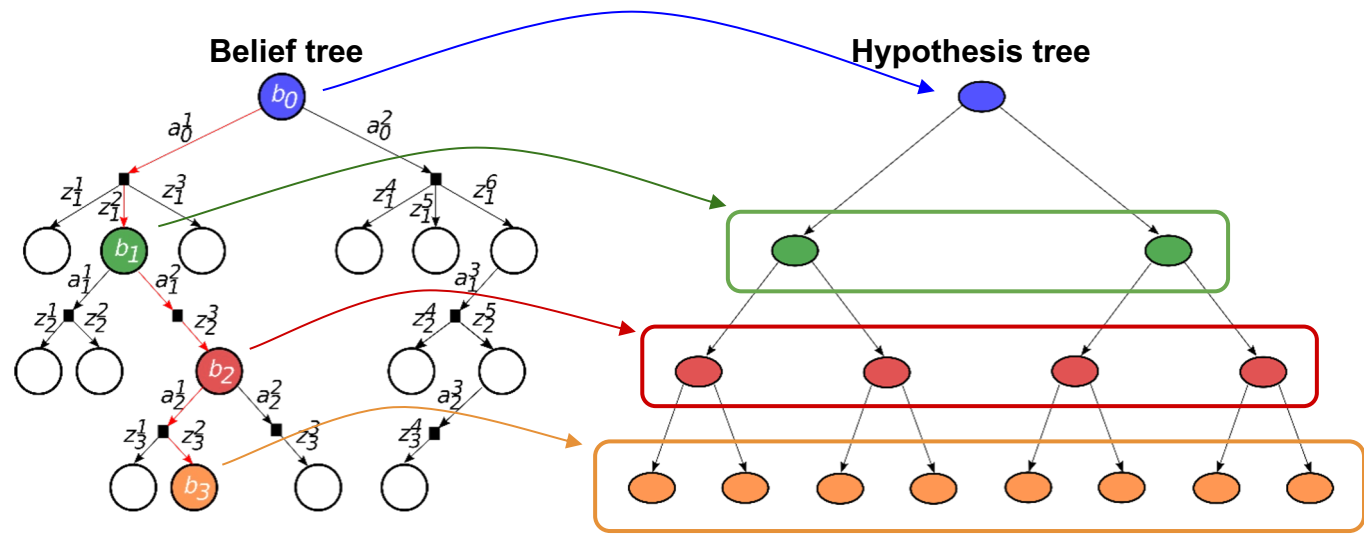 Belief tree
Hypothesis tree
b₀
a₀¹
a₀²
z₁¹
z₁²
z₁³
z₁⁴
z₁⁵
z₁⁶
b₁
a₁¹
a₁²
a₁³
z₂¹
z₂²
z₂³
z₂⁴
z₂⁵
b₂
a₂¹
a₂²
a₂³
z₃¹
z₃²
z₃³
z₃⁴
b₃